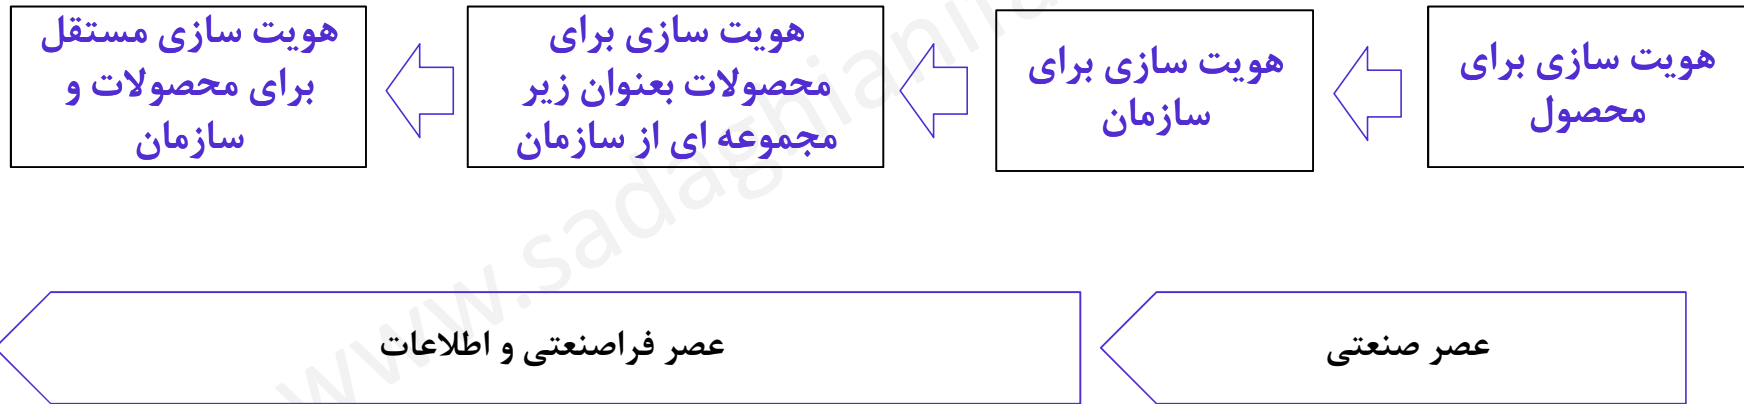 هویت سازی برای
محصول
هویت سازی برای
سازمان
هویت سازی برای
محصولات بعنوان زیر
مجموعه ای از سازمان
هویت سازی مستقل
برای محصولات و
سازمان
عصر صنعتی
عصر فراصنعتی و اطلاعات